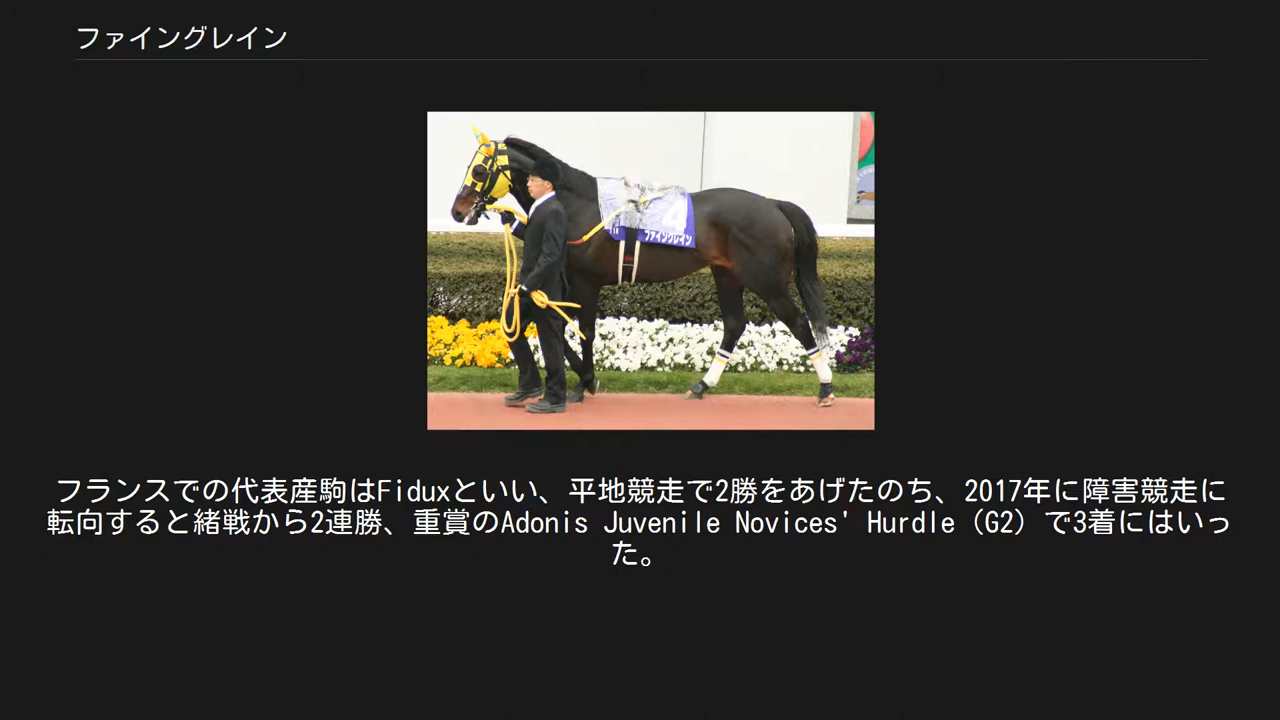 ファイングレイン
4
ファイングレイン
フランスでの代表産駒はFiduxといい、平地競走で2勝をあげたのち、2017年に障害競走に
転向すると緒戦から2連勝、重賞のAdonis Juvenile Novices' Hurdle（G2）で3着にはいっ
た。